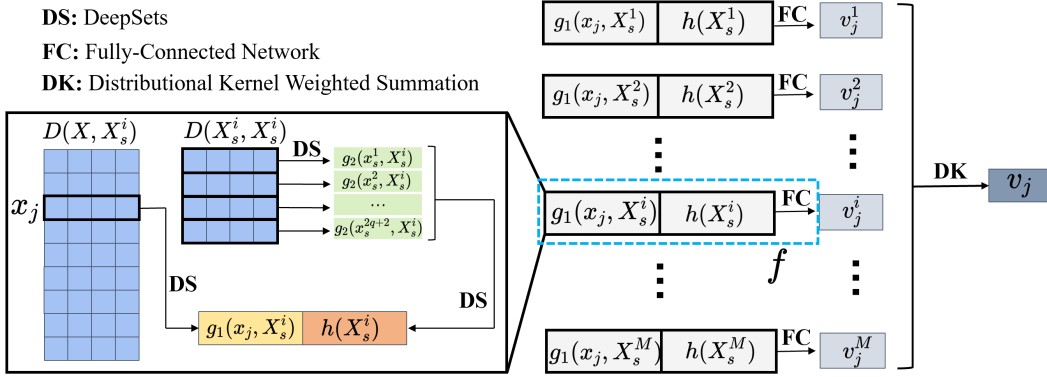 DS: DeepSets
FC: Fully-Connected Network
DK: Distributional Kernel Weighted Summation
D(X, X_s^i)
D(X_s^i, X_s^i)
DS
g_2(x_s^1, X_s^i)
g_2(x_s^2, X_s^i)
...
g_2(x_s^{2q+2}, X_s^i)
x_j
DS
DS
g_1(x_j, X_s^i) h(X_s^i)
g_1(x_j, X_s^1) h(X_s^1) FC v_j^1
g_1(x_j, X_s^2) h(X_s^2) FC v_j^2
g_1(x_j, X_s^i) h(X_s^i) FC v_j^i
f
g_1(x_j, X_s^M) h(X_s^M) FC v_j^M
DK
v_j